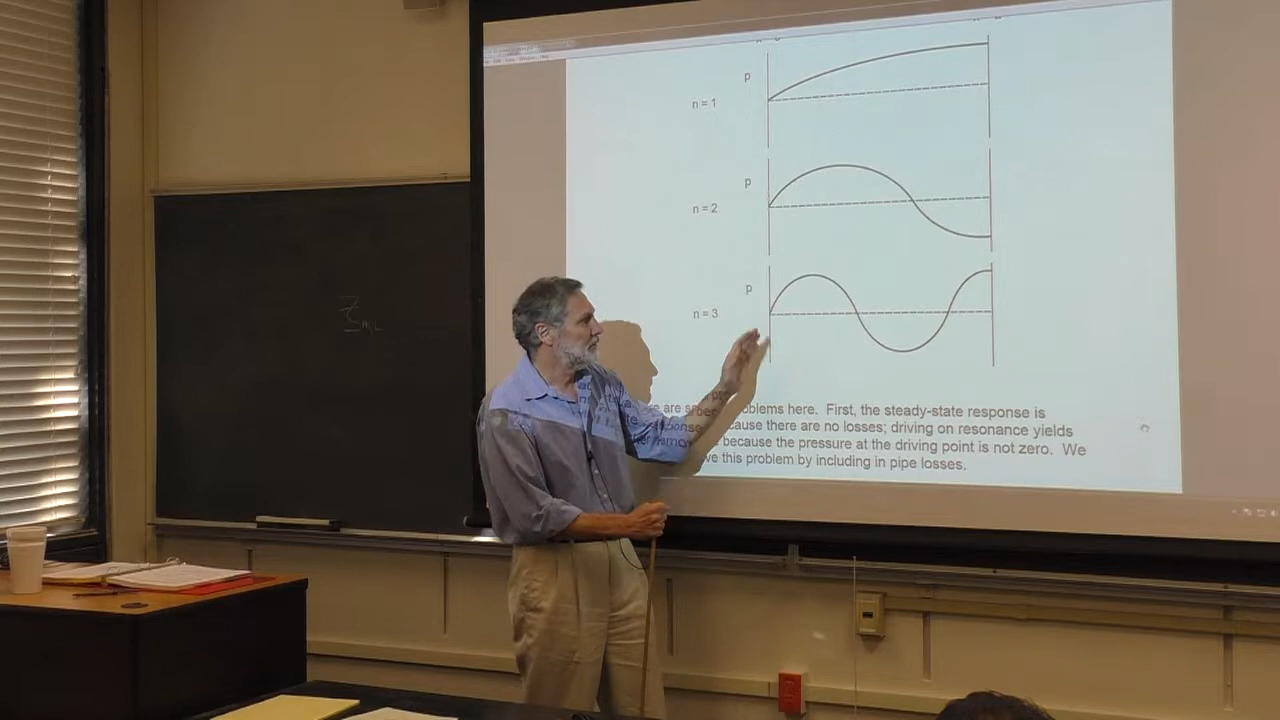 p
n = 1
p
n = 2
p
n = 3
are problems here. First, the steady-state response is
because there are no losses; driving on resonance yields
because the pressure at the driving point is not zero. We
this problem by including in pipe losses.